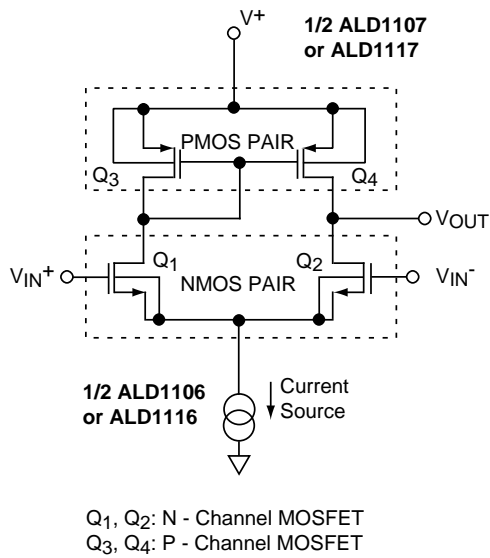 V+
1/2 ALD1107
or ALD1117
PMOS PAIR
Q3
Q4
VOUT
VIN+
Q1
NMOS PAIR
Q2
VIN-
1/2 ALD1106
or ALD1116
Current
Source
Q1, Q2: N - Channel MOSFET
Q3, Q4: P - Channel MOSFET